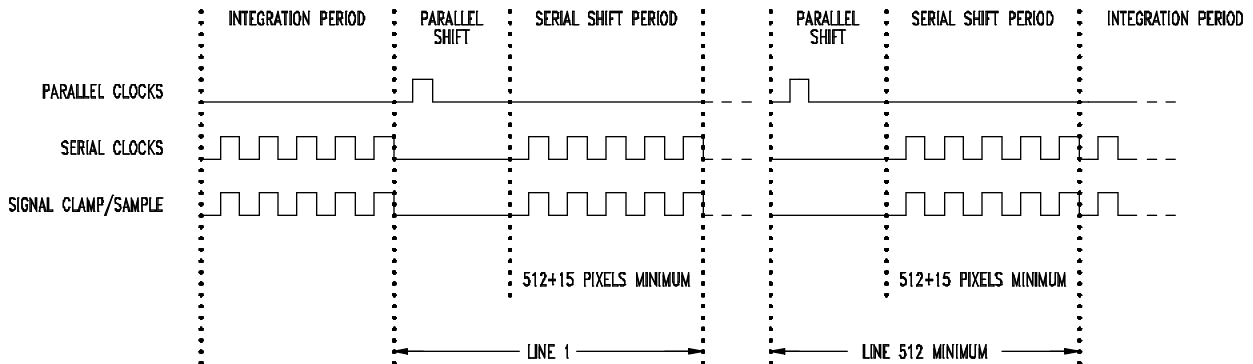 INTEGRATION PERIOD
PARALLEL
SHIFT
SERIAL SHIFT PERIOD
PARALLEL
SHIFT
SERIAL SHIFT PERIOD
INTEGRATION PERIOD
PARALLEL CLOCKS
SERIAL CLOCKS
SIGNAL CLAMP/SAMPLE
512+15 PIXELS MINIMUM
512+15 PIXELS MINIMUM
LINE 1
LINE 512 MINIMUM